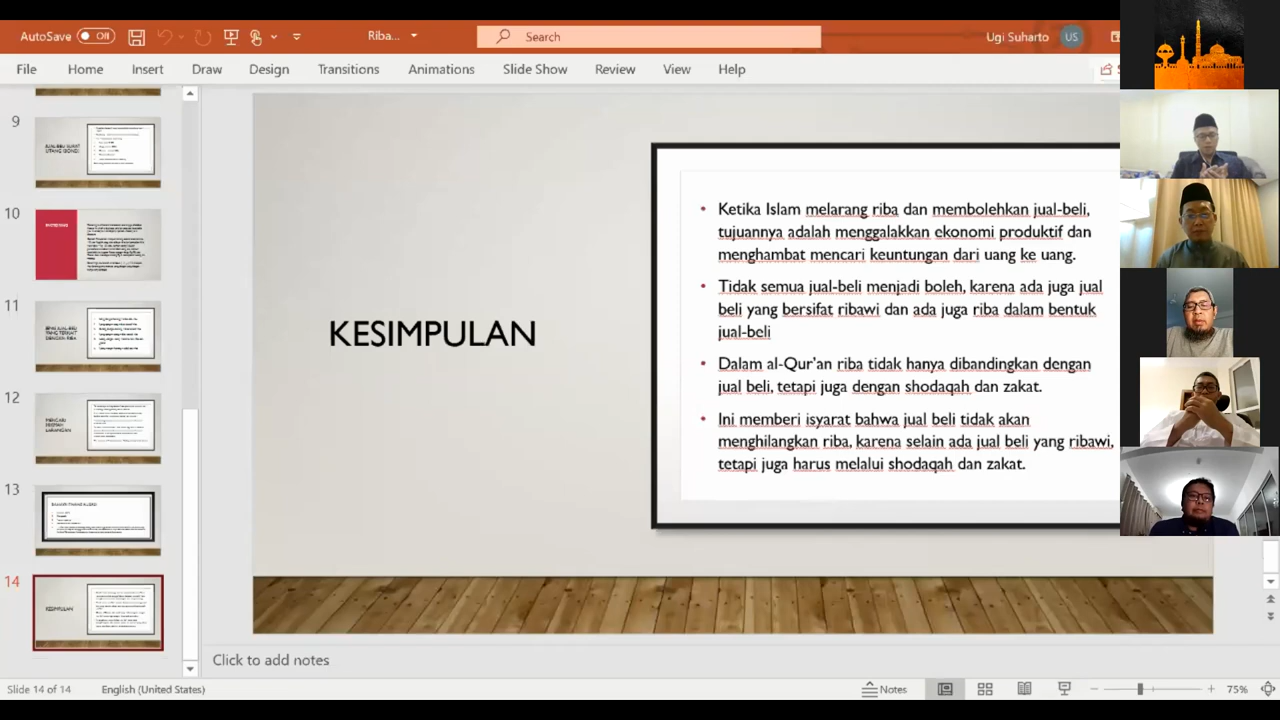 AutoSave Off
Riba...
Search
Ugi Suharto
US
File Home Insert Draw Design Transitions Animations Slide Show Review View Help
9
10
11
12
13
14
KESIMPULAN
KESIMPULAN
• Ketika Islam melarang riba dan membolehkan jual-beli,
tujuannya adalah menggalakkan ekonomi produktif dan
menghambat mencari keuntungan dari uang ke uang.
• Tidak semua jual-beli menjadi boleh, karena ada juga jual
beli yang bersifat ribawi dan ada juga riba dalam bentuk
jual-beli
• Dalam al-Qur'an riba tidak hanya dibandingkan dengan
jual beli, tetapi juga dengan shodaqah dan zakat.
• Ini memberi isyarat bahwa jual beli tidak akan
menghilangkan riba, karena selain ada jual beli yang ribawi,
tetapi juga harus melalui shodaqah dan zakat.
Click to add notes
Slide 14 of 14
English (United States)
Notes
75%